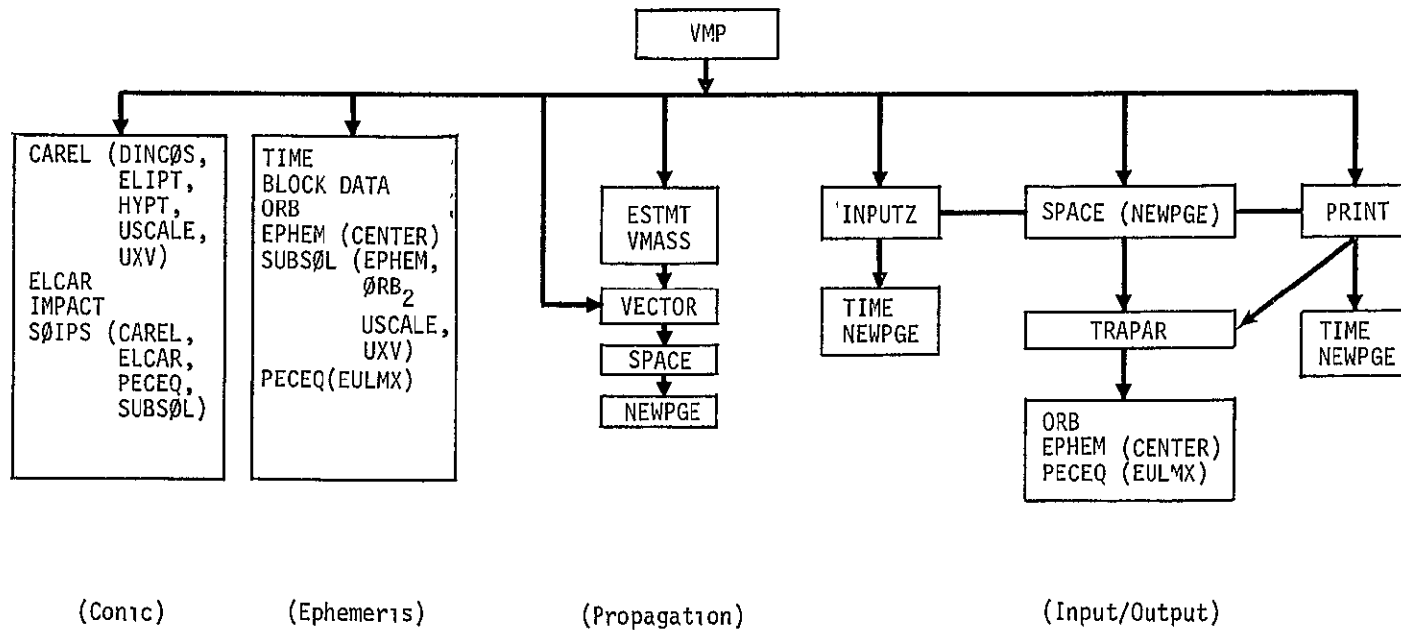 VMP
CAREL (DINCØS,
ELIPT,
HYPT,
USCALE,
UXV)
ELCAR
IMPACT
SØIPS (CAREL,
ELCAR,
PECEQ,
SUBSØL)
TIME
BLOCK DATA
ORB
EPHEM (CENTER)
SUBSØL (EPHEM,
ØRB2
USCALE,
UXV)
PECEQ(EULMX)
ESTMT
VMASS
VECTOR
SPACE
NEWPGE
INPUTZ
TIME
NEWPGE
SPACE (NEWPGE)
TRAPAR
ORB
EPHEM (CENTER)
PECEQ (EULMX)
PRINT
TIME
NEWPGE
(Conic)
(Ephemeris)
(Propagation)
(Input/Output)